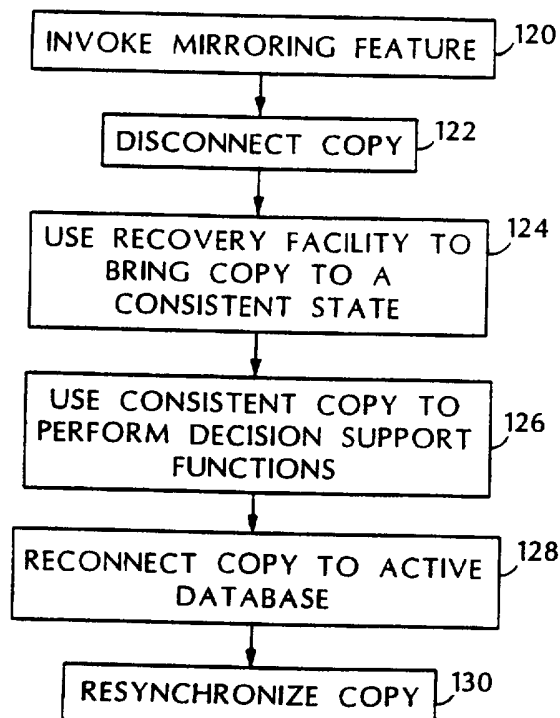 INVOKE MIRRORING FEATURE 120
DISCONNECT COPY 122
USE RECOVERY FACILITY TO 124
BRING COPY TO A
CONSISTENT STATE
USE CONSISTENT COPY TO
PERFORM DECISION SUPPORT 126
FUNCTIONS
RECONNECT COPY TO ACTIVE 128
DATABASE
RESYNCHRONIZE COPY 130